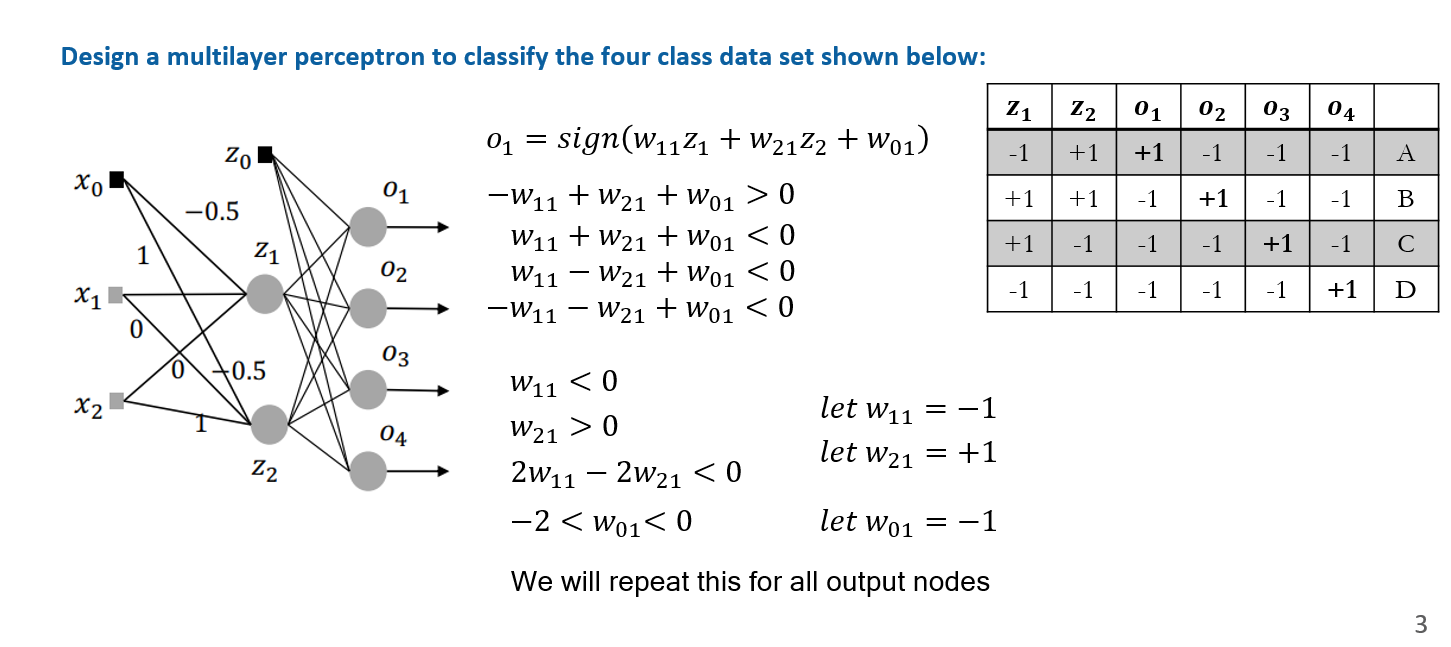 Design a multilayer perceptron to classify the four class data set shown below:
z₁ z₂ o₁ o₂ o₃ o₄
-1 +1 +1 -1 -1 -1 A
+1 +1 -1 +1 -1 -1 B
+1 -1 -1 -1 +1 -1 C
-1 -1 -1 -1 -1 +1 D
x₀
x₁
x₂
z₀
z₁
z₂
−0.5
1
0
0
−0.5
1
o₁
o₂
o₃
o₄
o₁ = sign(w₁₁z₁ + w₂₁z₂ + w₀₁)
−w₁₁ + w₂₁ + w₀₁ > 0
w₁₁ + w₂₁ + w₀₁ < 0
w₁₁ − w₂₁ + w₀₁ < 0
−w₁₁ − w₂₁ + w₀₁ < 0
w₁₁ < 0
w₂₁ > 0
2w₁₁ − 2w₂₁ < 0
−2 < w₀₁< 0
let w₁₁ = −1
let w₂₁ = +1
let w₀₁ = −1
We will repeat this for all output nodes
3